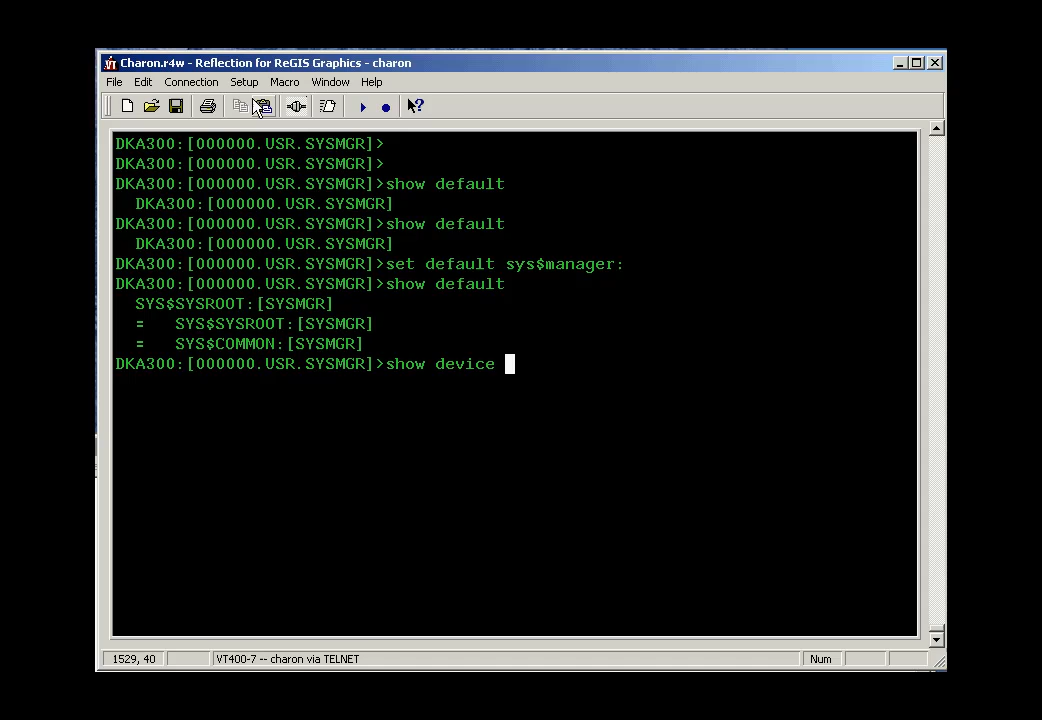 Charon.r4w - Reflection for ReGIS Graphics - charon
File Edit Connection Setup Macro Window Help
DKA300:[000000.USR.SYSMGR]>
DKA300:[000000.USR.SYSMGR]>
DKA300:[000000.USR.SYSMGR]>show default
DKA300:[000000.USR.SYSMGR]
DKA300:[000000.USR.SYSMGR]>show default
DKA300:[000000.USR.SYSMGR]
DKA300:[000000.USR.SYSMGR]>set default sys$manager:
DKA300:[000000.USR.SYSMGR]>show default
SYS$SYSROOT:[SYSMGR]
= SYS$SYSROOT:[SYSMGR]
= SYS$COMMON:[SYSMGR]
DKA300:[000000.USR.SYSMGR]>show device
1529, 40 VT400-7 -- charon via TELNET Num